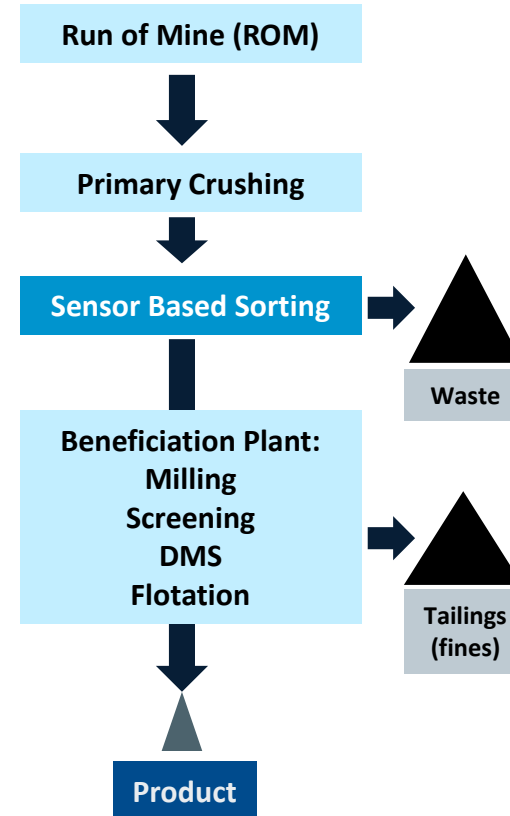 Run of Mine (ROM)
Primary Crushing
Sensor Based Sorting
Waste
Beneficiation Plant:
Milling
Screening
DMS
Flotation
Tailings
(fines)
Product